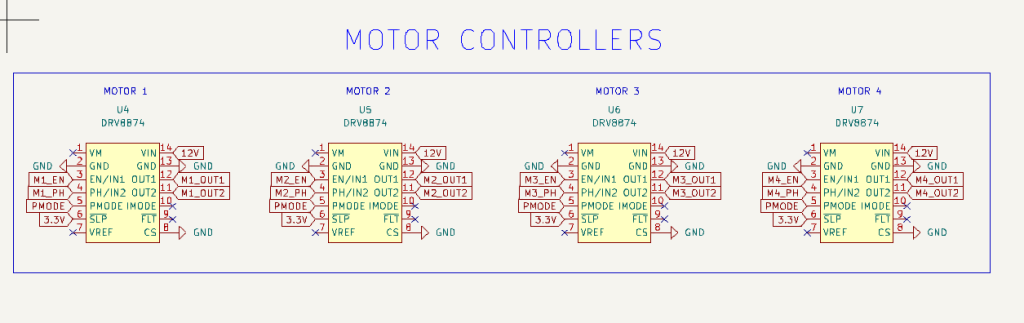 MOTOR CONTROLLERS
MOTOR 1
U4
1 VM VIN 14 12V
GND 2 GND GND 13 GND
M1_EN 3 EN/IN1 OUT1 12 M1_OUT1
M1_PH 4 PH/IN2 OUT2 11 M1_OUT2
PMODE 5 PMODE IMODE 10
3.3V 6 SLP FLT 9
7 VREF CS 8 GND
MOTOR 2
U5
1 VM VIN 14 12V
GND 2 GND GND 13 GND
M2_EN 3 EN/IN1 OUT1 12 M2_OUT1
M2_PH 4 PH/IN2 OUT2 11 M2_OUT2
PMODE 5 PMODE IMODE 10
3.3V 6 SLP FLT 9
7 VREF CS 8 GND
MOTOR 3
U6
1 VM VIN 14 12V
GND 2 GND GND 13 GND
M3_EN 3 EN/IN1 OUT1 12 M3_OUT1
M3_PH 4 PH/IN2 OUT2 11 M3_OUT2
PMODE 5 PMODE IMODE 10
3.3V 6 SLP FLT 9
7 VREF CS 8 GND
MOTOR 4
U7
1 VM VIN 14 12V
GND 2 GND GND 13 GND
M4_EN 3 EN/IN1 OUT1 12 M4_OUT1
M4_PH 4 PH/IN2 OUT2 11 M4_OUT2
PMODE 5 PMODE IMODE 10
3.3V 6 SLP FLT 9
7 VREF CS 8 GND